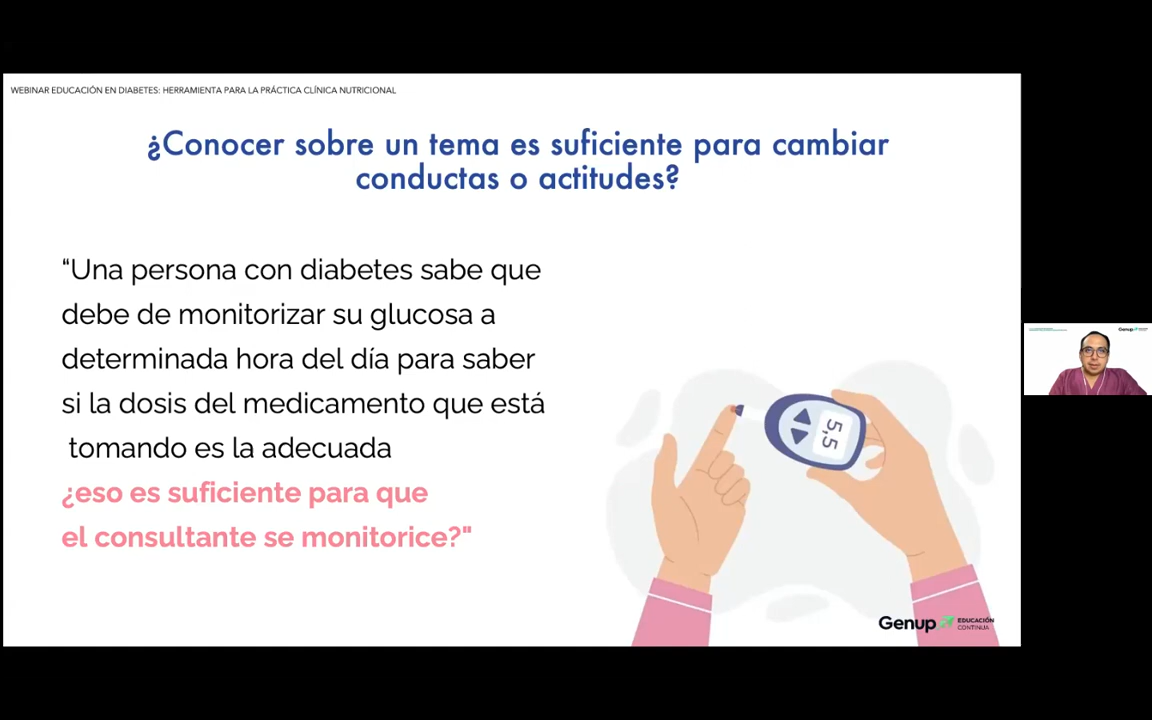 WEBINAR EDUCACIÓN EN DIABETES: HERRAMIENTA PARA LA PRÁCTICA CLÍNICA NUTRICIONAL
¿Conocer sobre un tema es suficiente para cambiar
conductas o actitudes?
“Una persona con diabetes sabe que
debe de monitorizar su glucosa a
determinada hora del día para saber
si la dosis del medicamento que está
tomando es la adecuada
¿eso es suficiente para que
el consultante se monitorice?"
5,5
Genup EDUCACIÓN
CONTINUA
Genup